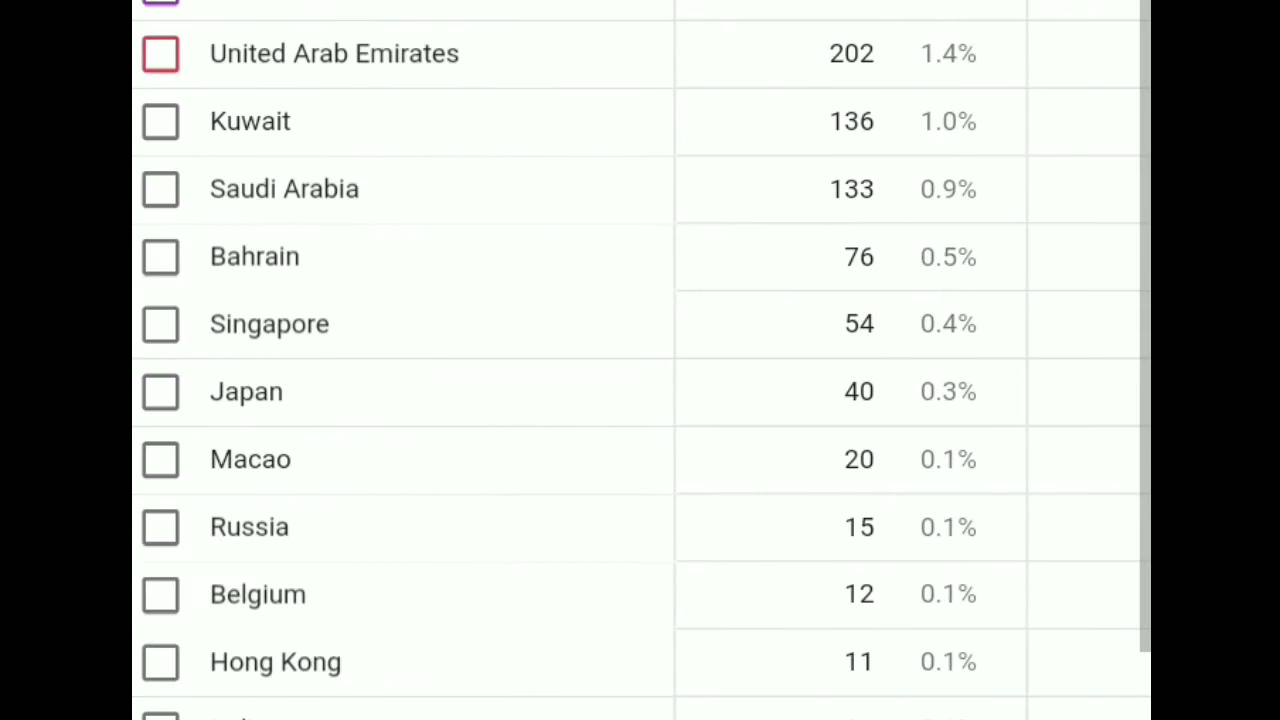 United Arab Emirates 202 1.4%
Kuwait 136 1.0%
Saudi Arabia 133 0.9%
Bahrain 76 0.5%
Singapore 54 0.4%
Japan 40 0.3%
Macao 20 0.1%
Russia 15 0.1%
Belgium 12 0.1%
Hong Kong 11 0.1%